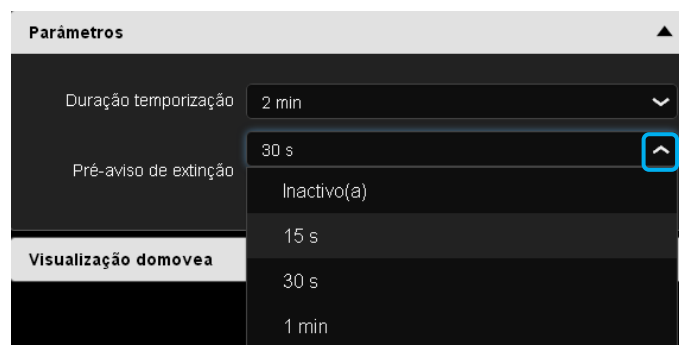 Parâmetros
Duração temporização 2 min
30 s
Pré-aviso de extinção
Inactivo(a)
15 s
Visualização domovea
30 s
1 min